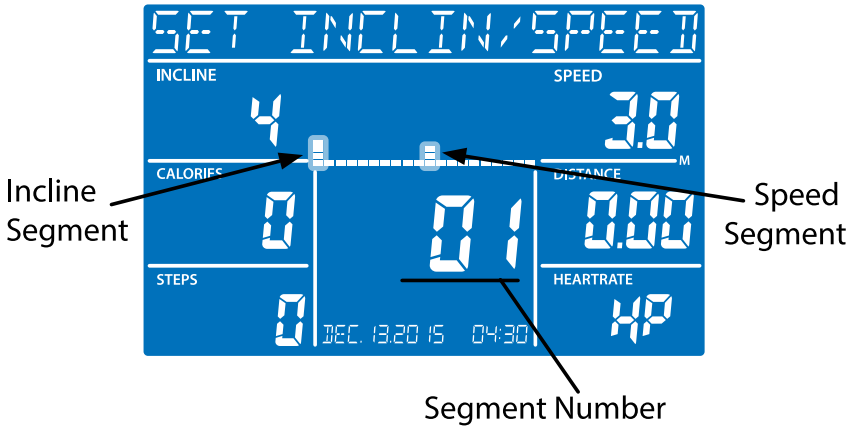 SET INCLIN/SPEED
INCLINE
4
SPEED
3.0
M
CALORIES
0
01
DISTANCE
0.00
STEPS
0
DEC. 13.2015 04:30
HEARTRATE
HP
Incline
Segment
Speed
Segment
Segment Number